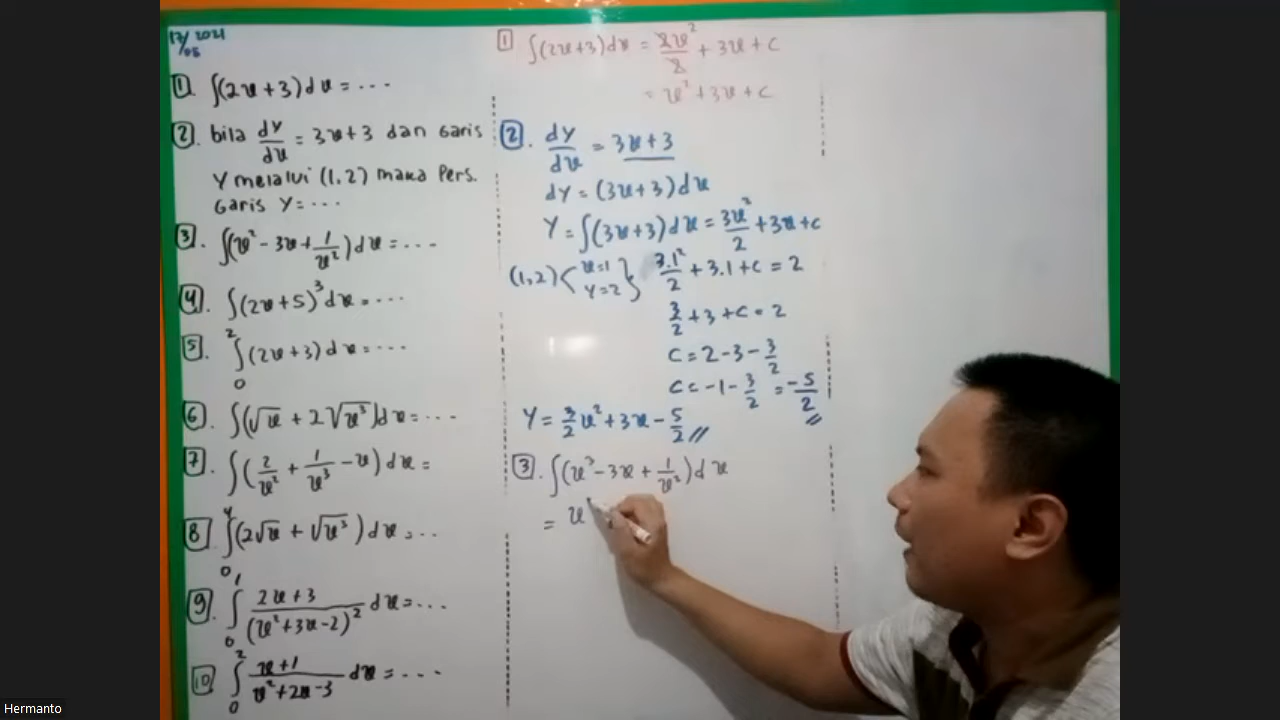 17/05 2021
1. ∫(2x+3)dx = ...
2. bila dy/dx = 3x+3 dan garis
y melalui (1,2) maka pers.
garis y = ...
3. ∫(x² - 3x + 1/x²)dx = ...
4. ∫(2x+5)³dx = ...
5. ∫₀²(2x+3)dx = ...
6. ∫(√x + 2√x³)dx = ...
7. ∫(2/x² + 1/x³ - x)dx =
8. ∫₀⁴(2√x + √x³)dx = ..
9. ∫₀¹ (2x+3)/(x²+3x-2)² dx = ...
10. ∫₀² (x+1)/(x²+2x-3) dx = ...
1 ∫(2x+3)dx = 2x²/2 + 3x + c
= x² + 3x + c
2. dy/dx = 3x+3
dy = (3x+3)dx
y = ∫(3x+3)dx = 3x²/2 + 3x + c
(1,2) < x=1 y=2 } 3.1²/2 + 3.1 + c = 2
3/2 + 3 + c = 2
c = 2 - 3 - 3/2
c = -1 - 3/2 = -5/2 //
y = 3/2 x² + 3x - 5/2 //
3. ∫(x² - 3x + 1/x²)dx
= x
Hermanto